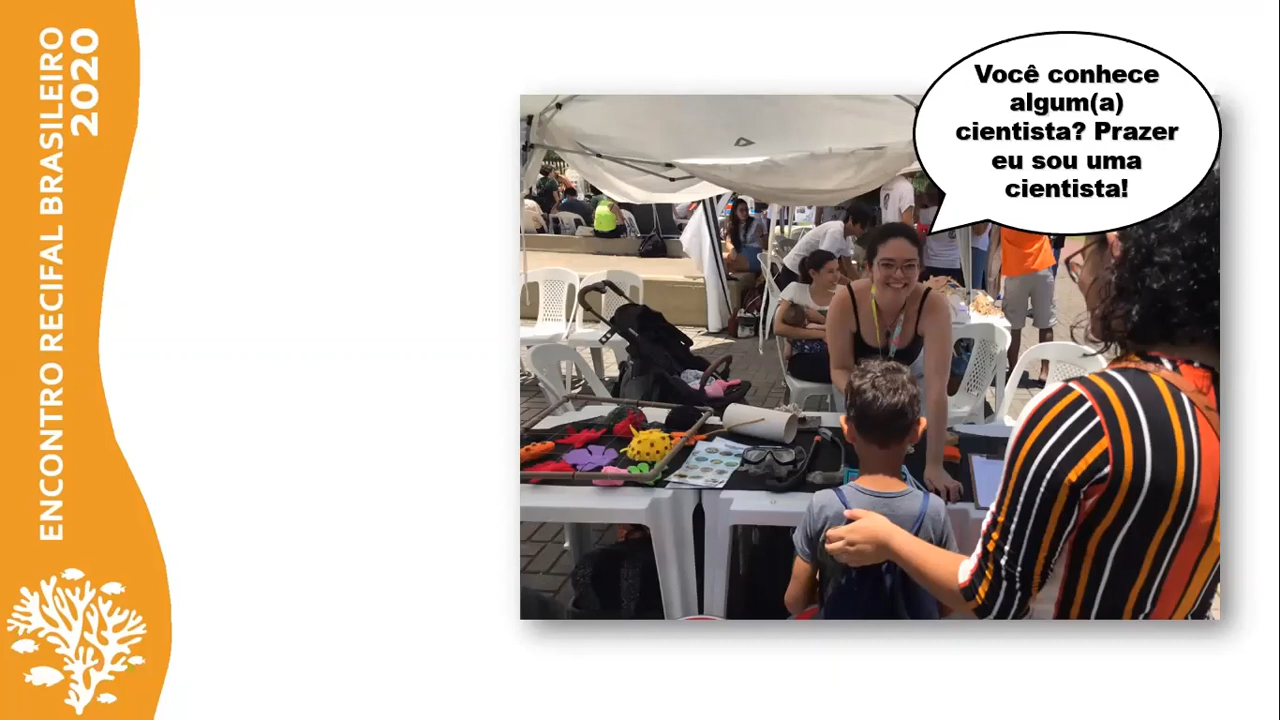 ENCONTRO RECIFAL BRASILEIRO
2020
Você conhece
algum(a)
cientista? Prazer
eu sou uma
cientista!